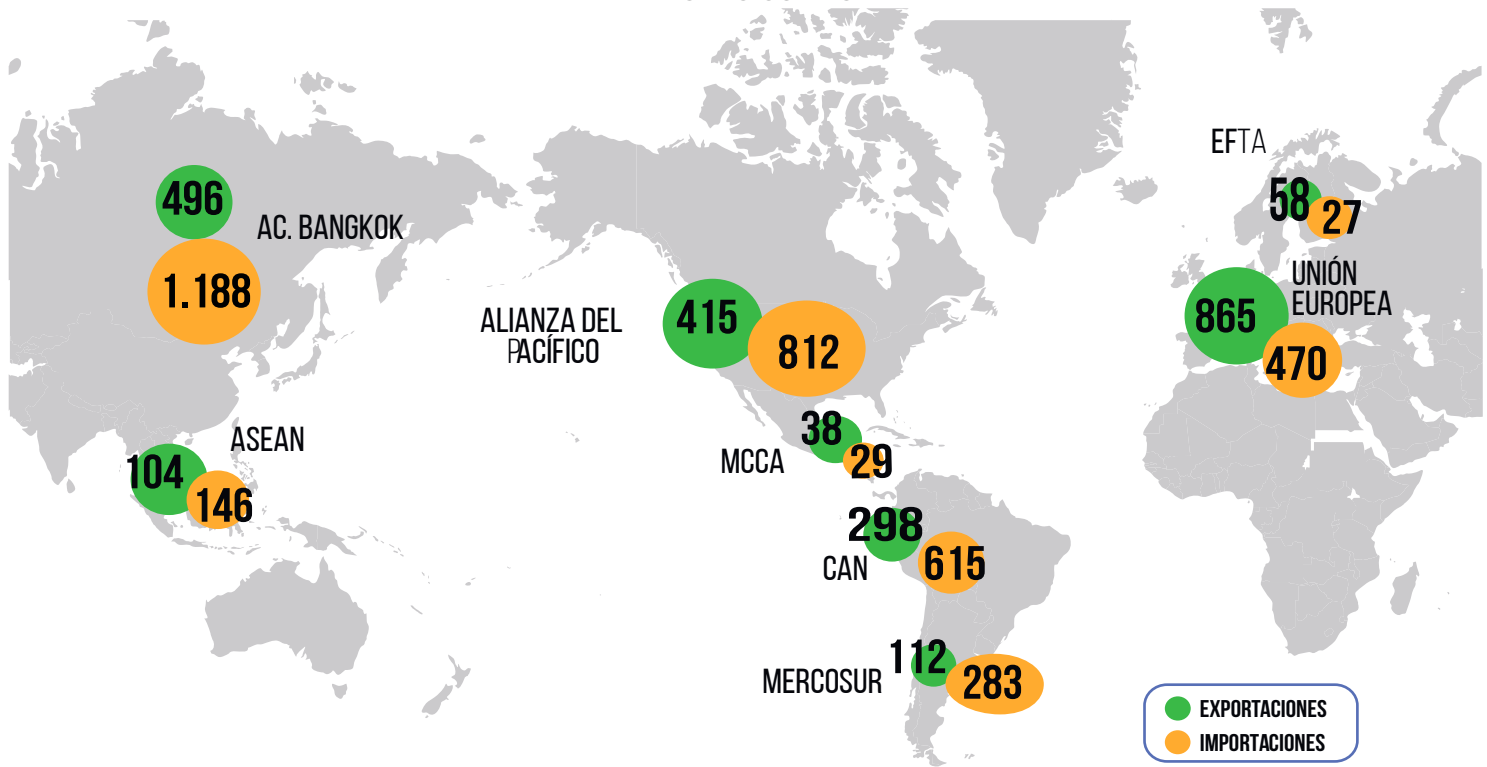 EFTA
58
27
496
AC. BANGKOK
1.188
UNIÓN
EUROPEA
865
470
ALIANZA DEL
PACÍFICO
415
812
38
MCCA
29
ASEAN
104
146
298
CAN
615
112
MERCOSUR
283
EXPORTACIONES
IMPORTACIONES